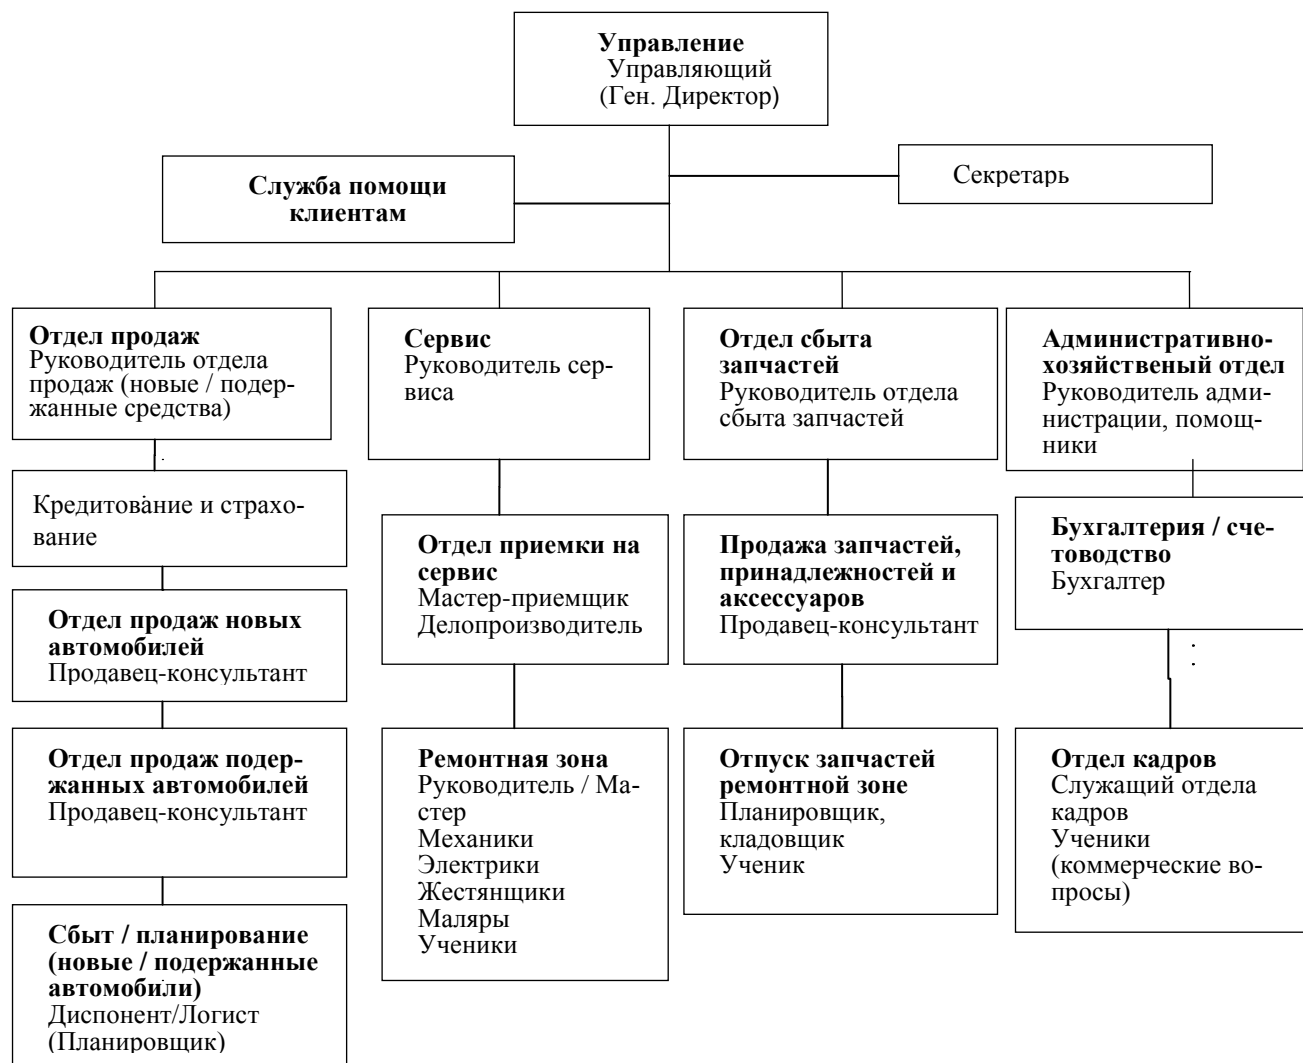 Управление
Управляющий
(Ген. Директор)
Служба помощи
клиентам
Секретарь
Отдел продаж
Руководитель отдела
продаж (новые / подер-
жанные средства)
Кредитование и страхо-
вание
Отдел продаж новых
автомобилей
Продавец-консультант
Отдел продаж подер-
жанных автомобилей
Продавец-консультант
Сбыт / планирование
(новые / подержанные
автомобили)
Диспонент/Логист
(Планировщик)
Сервис
Руководитель сер-
виса
Отдел приемки на
сервис
Мастер-приемщик
Делопроизводитель
Ремонтная зона
Руководитель / Ма-
стер
Механики
Электрики
Жестянщики
Маляры
Ученики
Отдел сбыта
запчастей
Руководитель отдела
сбыта запчастей
Продажа запчастей,
принадлежностей и
аксессуаров
Продавец-консультант
Отпуск запчастей
ремонтной зоне
Планировщик,
кладовщик
Ученик
Административно-
хозяйственый отдел
Руководитель адми-
нистрации, помощ-
ники
Бухгалтерия / сче-
товодство
Бухгалтер
Отдел кадров
Служащий отдела
кадров
Ученики
(коммерческие во-
просы)